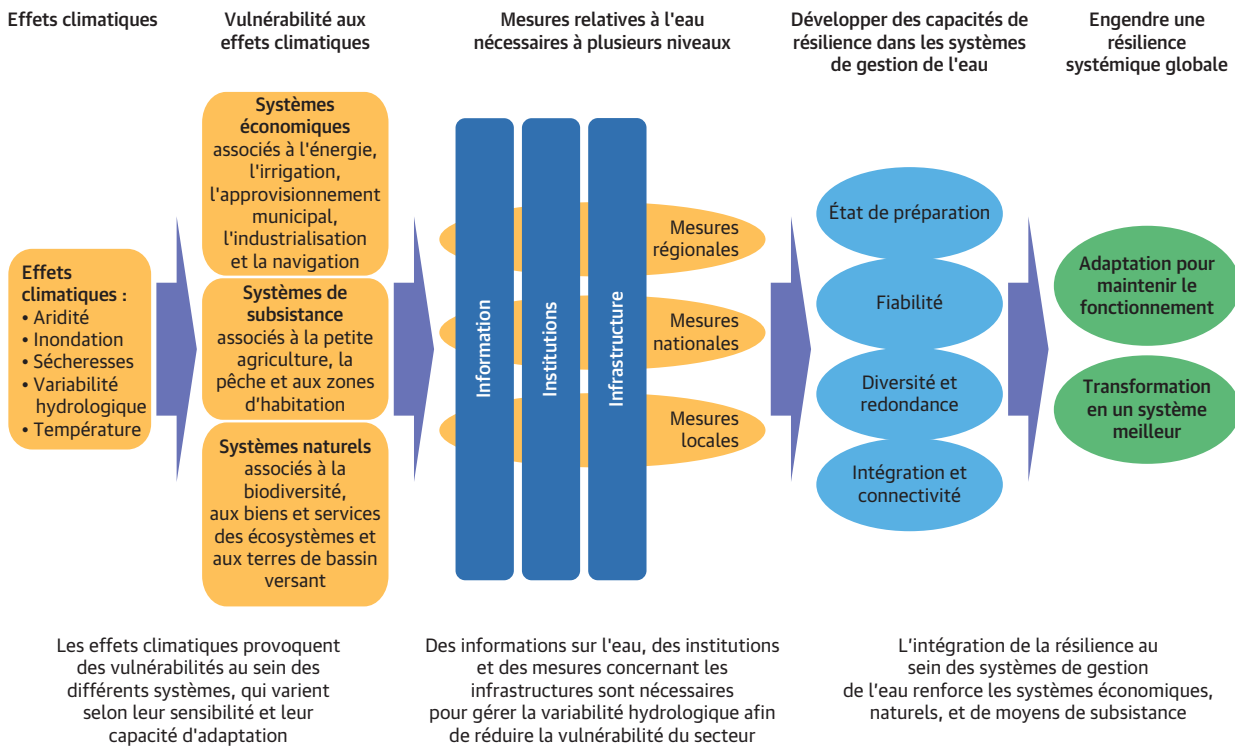 Effets climatiques
Vulnérabilité aux
effets climatiques
Mesures relatives à l'eau
nécessaires à plusieurs niveaux
Développer des capacités de
résilience dans les systèmes
de gestion de l'eau
Engendre une
résilience
systémique globale
Effets
climatiques :
• Aridité
• Inondation
• Sécheresses
• Variabilité
hydrologique
• Température
Systèmes
économiques
associés à l'énergie,
l'irrigation,
l'approvisionnement
municipal,
l'industrialisation
et la navigation
Systèmes de
subsistance
associés à la petite
agriculture, la
pêche et aux zones
d'habitation
Systèmes naturels
associés à la
biodiversité,
aux biens et services
des écosystèmes et
aux terres de bassin
versant
Information
Institutions
Infrastructure
Mesures
régionales
Mesures
nationales
Mesures
locales
État de préparation
Fiabilité
Diversité et
redondance
Intégration et
connectivité
Adaptation pour
maintenir le
fonctionnement
Transformation
en un système
meilleur
Les effets climatiques provoquent
des vulnérabilités au sein des
différents systèmes, qui varient
selon leur sensibilité et leur
capacité d'adaptation
Des informations sur l'eau, des institutions
et des mesures concernant les
infrastructures sont nécessaires
pour gérer la variabilité hydrologique afin
de réduire la vulnérabilité du secteur
L'intégration de la résilience au
sein des systèmes de gestion
de l'eau renforce les systèmes économiques,
naturels, et de moyens de subsistance